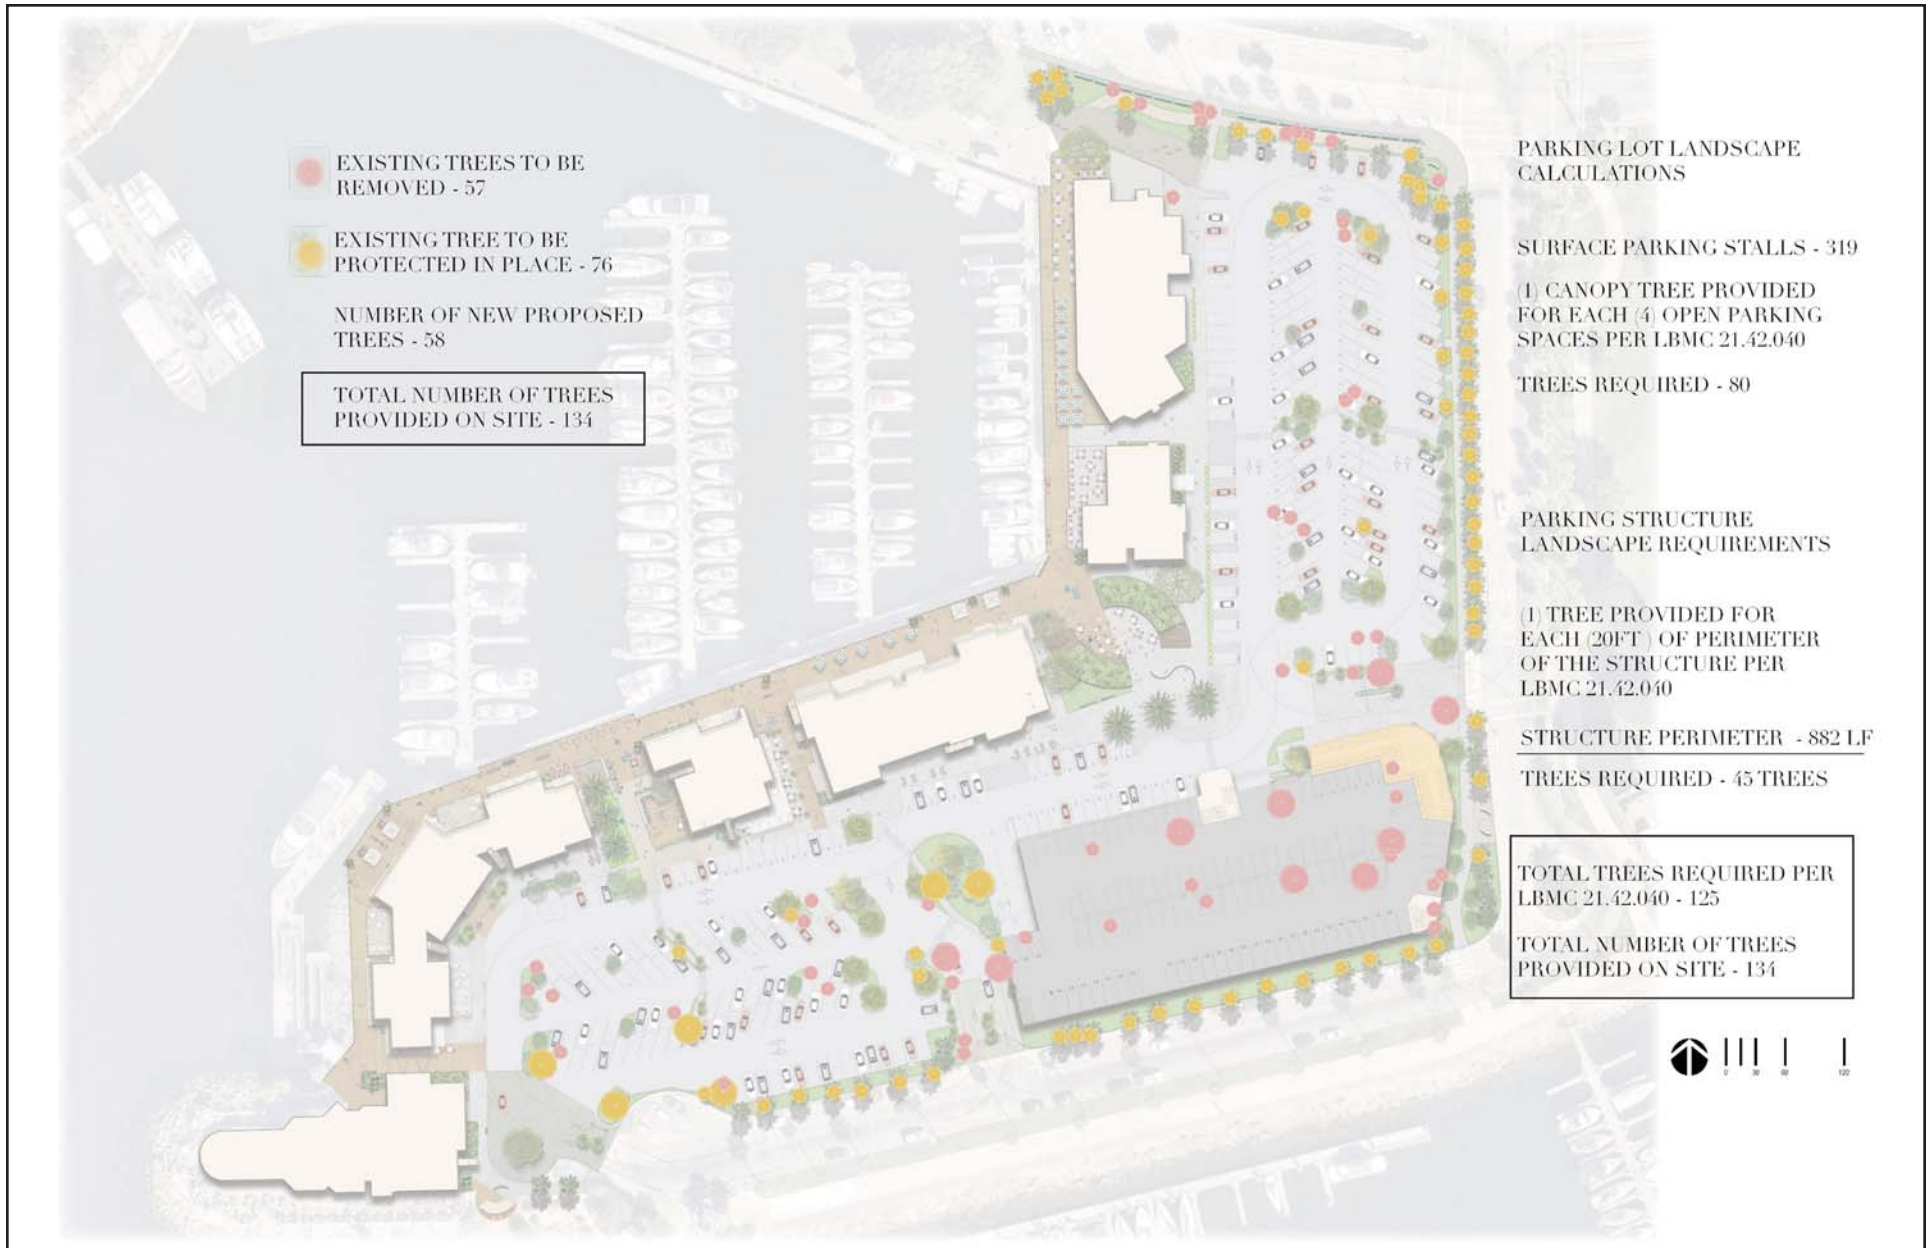 EXISTING TREES TO BE
REMOVED - 57
EXISTING TREE TO BE
PROTECTED IN PLACE - 76
NUMBER OF NEW PROPOSED
TREES - 58
TOTAL NUMBER OF TREES
PROVIDED ON SITE - 134
PARKING LOT LANDSCAPE
CALCULATIONS
SURFACE PARKING STALLS - 319
(1) CANOPY TREE PROVIDED
FOR EACH (4) OPEN PARKING
SPACES PER LBMC 21.42.040
TREES REQUIRED - 80
PARKING STRUCTURE
LANDSCAPE REQUIREMENTS
(1) TREE PROVIDED FOR
EACH (20FT ) OF PERIMETER
OF THE STRUCTURE PER
LBMC 21.42.040
STRUCTURE PERIMETER - 882 LF
TREES REQUIRED - 45 TREES
TOTAL TREES REQUIRED PER
LBMC 21.42.040 - 125
TOTAL NUMBER OF TREES
PROVIDED ON SITE - 134
0 30 60 120